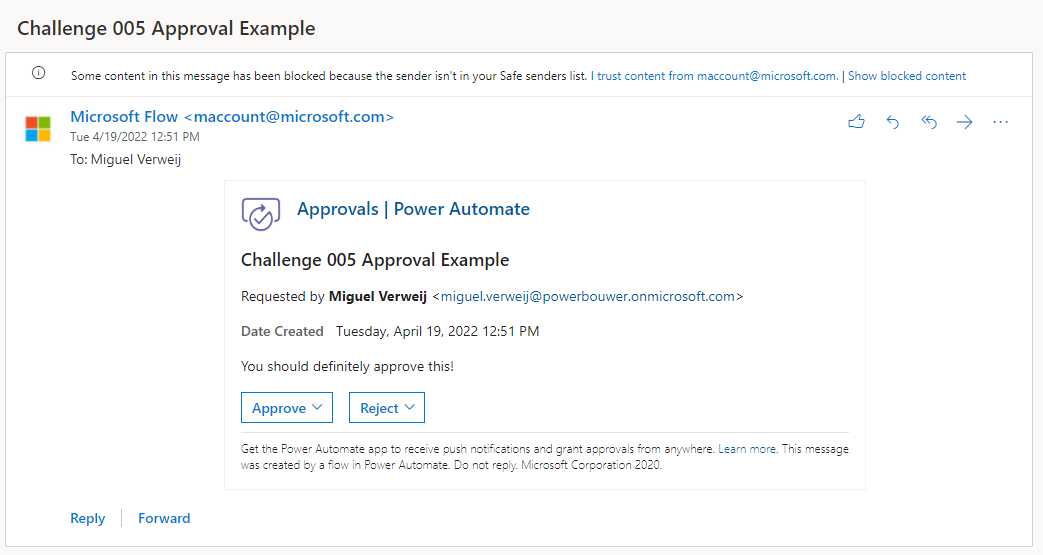 Challenge 005 Approval Example
Some content in this message has been blocked because the sender isn't in your Safe senders list. I trust content from maccount@microsoft.com. | Show blocked content
Microsoft Flow <maccount@microsoft.com>
Tue 4/19/2022 12:51 PM
To: Miguel Verweij
Approvals | Power Automate
Challenge 005 Approval Example
Requested by Miguel Verweij <miguel.verweij@powerbouwer.onmicrosoft.com>
Date Created Tuesday, April 19, 2022 12:51 PM
You should definitely approve this!
Approve Reject
Get the Power Automate app to receive push notifications and grant approvals from anywhere. Learn more. This message
was created by a flow in Power Automate. Do not reply. Microsoft Corporation 2020.
Reply Forward